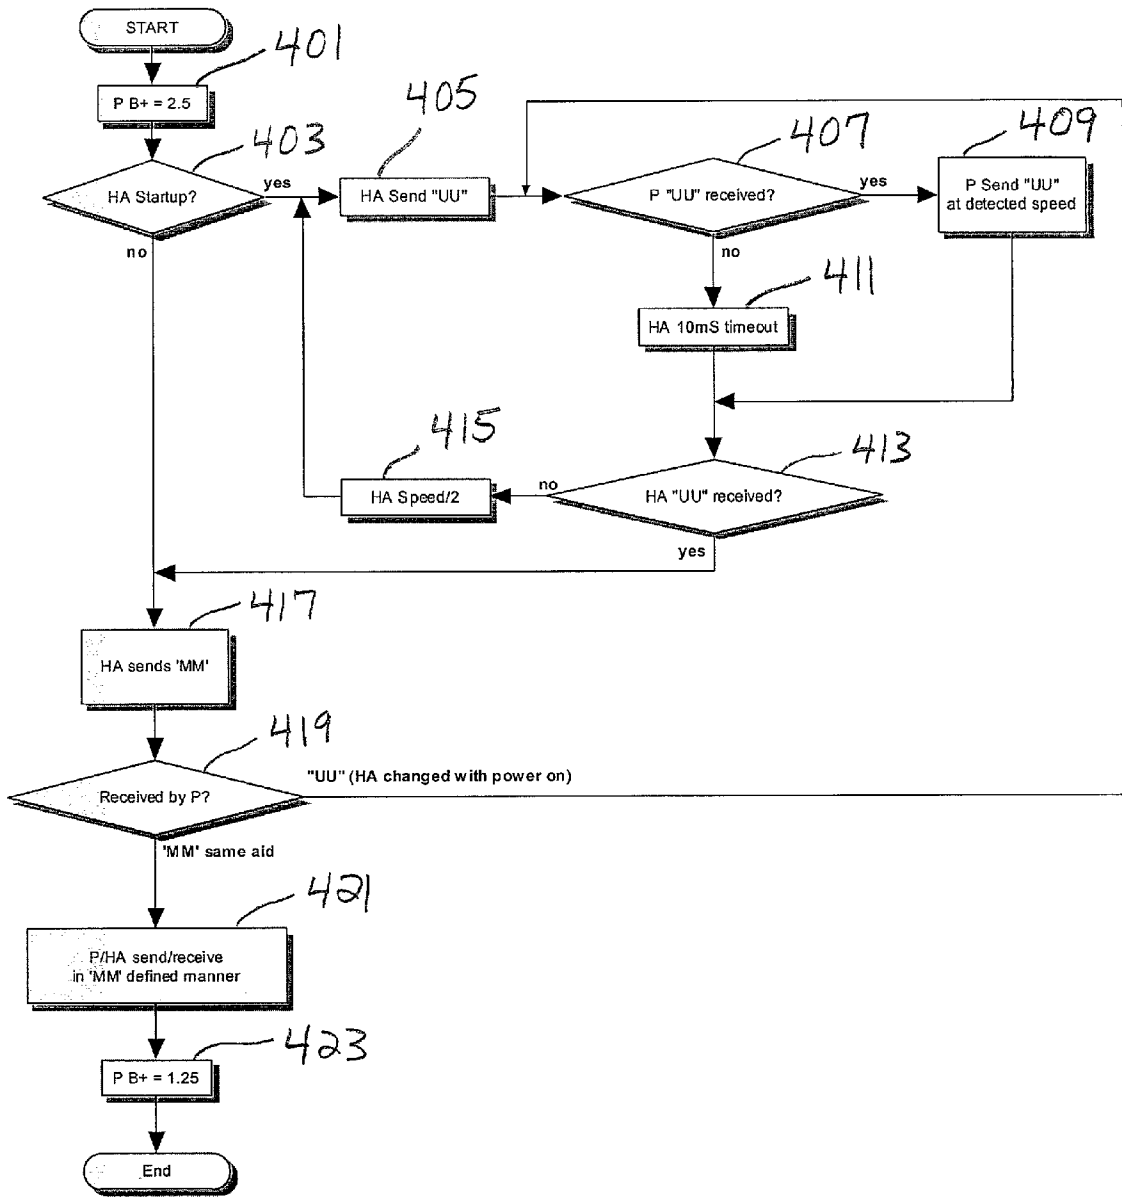 START
401
P B+ = 2.5
405
407
409
403
HA Startup?
yes
HA Send "UU"
P "UU" received?
yes
P Send "UU"
at detected speed
no
no
411
HA 10mS timeout
415
413
HA Speed/2
no
HA "UU" received?
yes
417
HA sends 'MM'
419
"UU" (HA changed with power on)
Received by P?
'MM' same aid
421
P/HA send/receive
in 'MM' defined manner
423
P B+ = 1.25
End